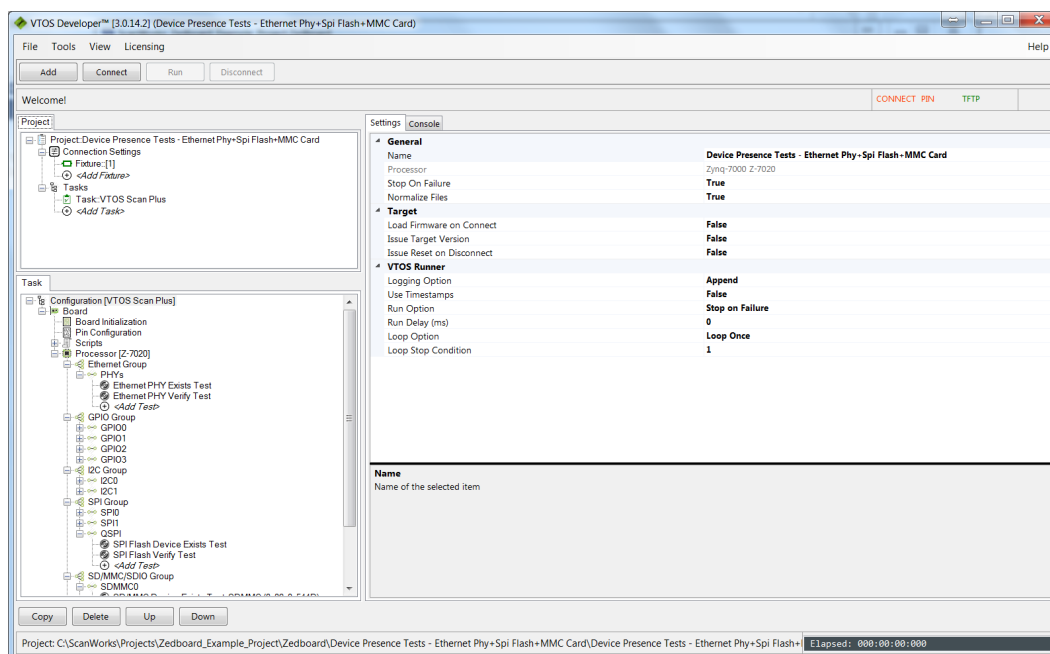 VTOS Developer™ [3.0.14.2] (Device Presence Tests - Ethernet Phy+Spi Flash+MMC Card)
File Tools View Licensing Help
Add Connect Run Disconnect
Welcome! CONNECT PIN TFTP
Project
Project::Device Presence Tests - Ethernet Phy+Spi Flash+MMC Card
Connection Settings
Fixture::[1]
<Add Fixture>
Tasks
Task::VTOS Scan Plus
<Add Task>
Settings Console
General
Name Device Presence Tests - Ethernet Phy+Spi Flash+MMC Card
Processor Zynq-7000 Z-7020
Stop On Failure True
Normalize Files True
Target
Load Firmware on Connect False
Issue Target Version False
Issue Reset on Disconnect False
VTOS Runner
Logging Option Append
Use Timestamps False
Run Option Stop on Failure
Run Delay (ms) 0
Loop Option Loop Once
Loop Stop Condition 1
Name
Name of the selected item
Task
Configuration [VTOS Scan Plus]
Board
Board Initialization
Pin Configuration
Scripts
Processor [Z-7020]
Ethernet Group
PHYs
Ethernet PHY Exists Test
Ethernet PHY Verify Test
<Add Test>
GPIO Group
GPIO0
GPIO1
GPIO2
GPIO3
I2C Group
I2C0
I2C1
SPI Group
SPI0
SPI1
QSPI
SPI Flash Device Exists Test
SPI Flash Verify Test
<Add Test>
SD/MMC/SDIO Group
SDMMC0
Copy Delete Up Down
Project: C:\ScanWorks\Projects\Zedboard_Example_Project\Zedboard\Device Presence Tests - Ethernet Phy+Spi Flash+MMC Card\Device Presence Tests - Ethernet Phy+Spi Flash+ Elapsed: 000:00:00:000